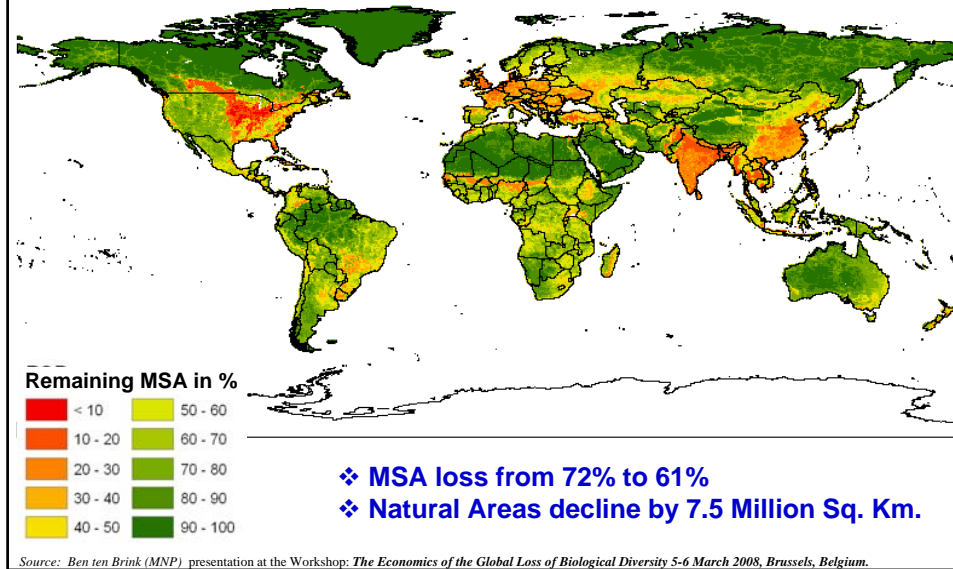 Remaining MSA in %
< 10
50 - 60
10 - 20
60 - 70
20 - 30
70 - 80
30 - 40
80 - 90
40 - 50
90 - 100
❖ MSA loss from 72% to 61%
❖ Natural Areas decline by 7.5 Million Sq. Km.
Source: Ben ten Brink (MNP) presentation at the Workshop: The Economics of the Global Loss of Biological Diversity 5-6 March 2008, Brussels, Belgium.